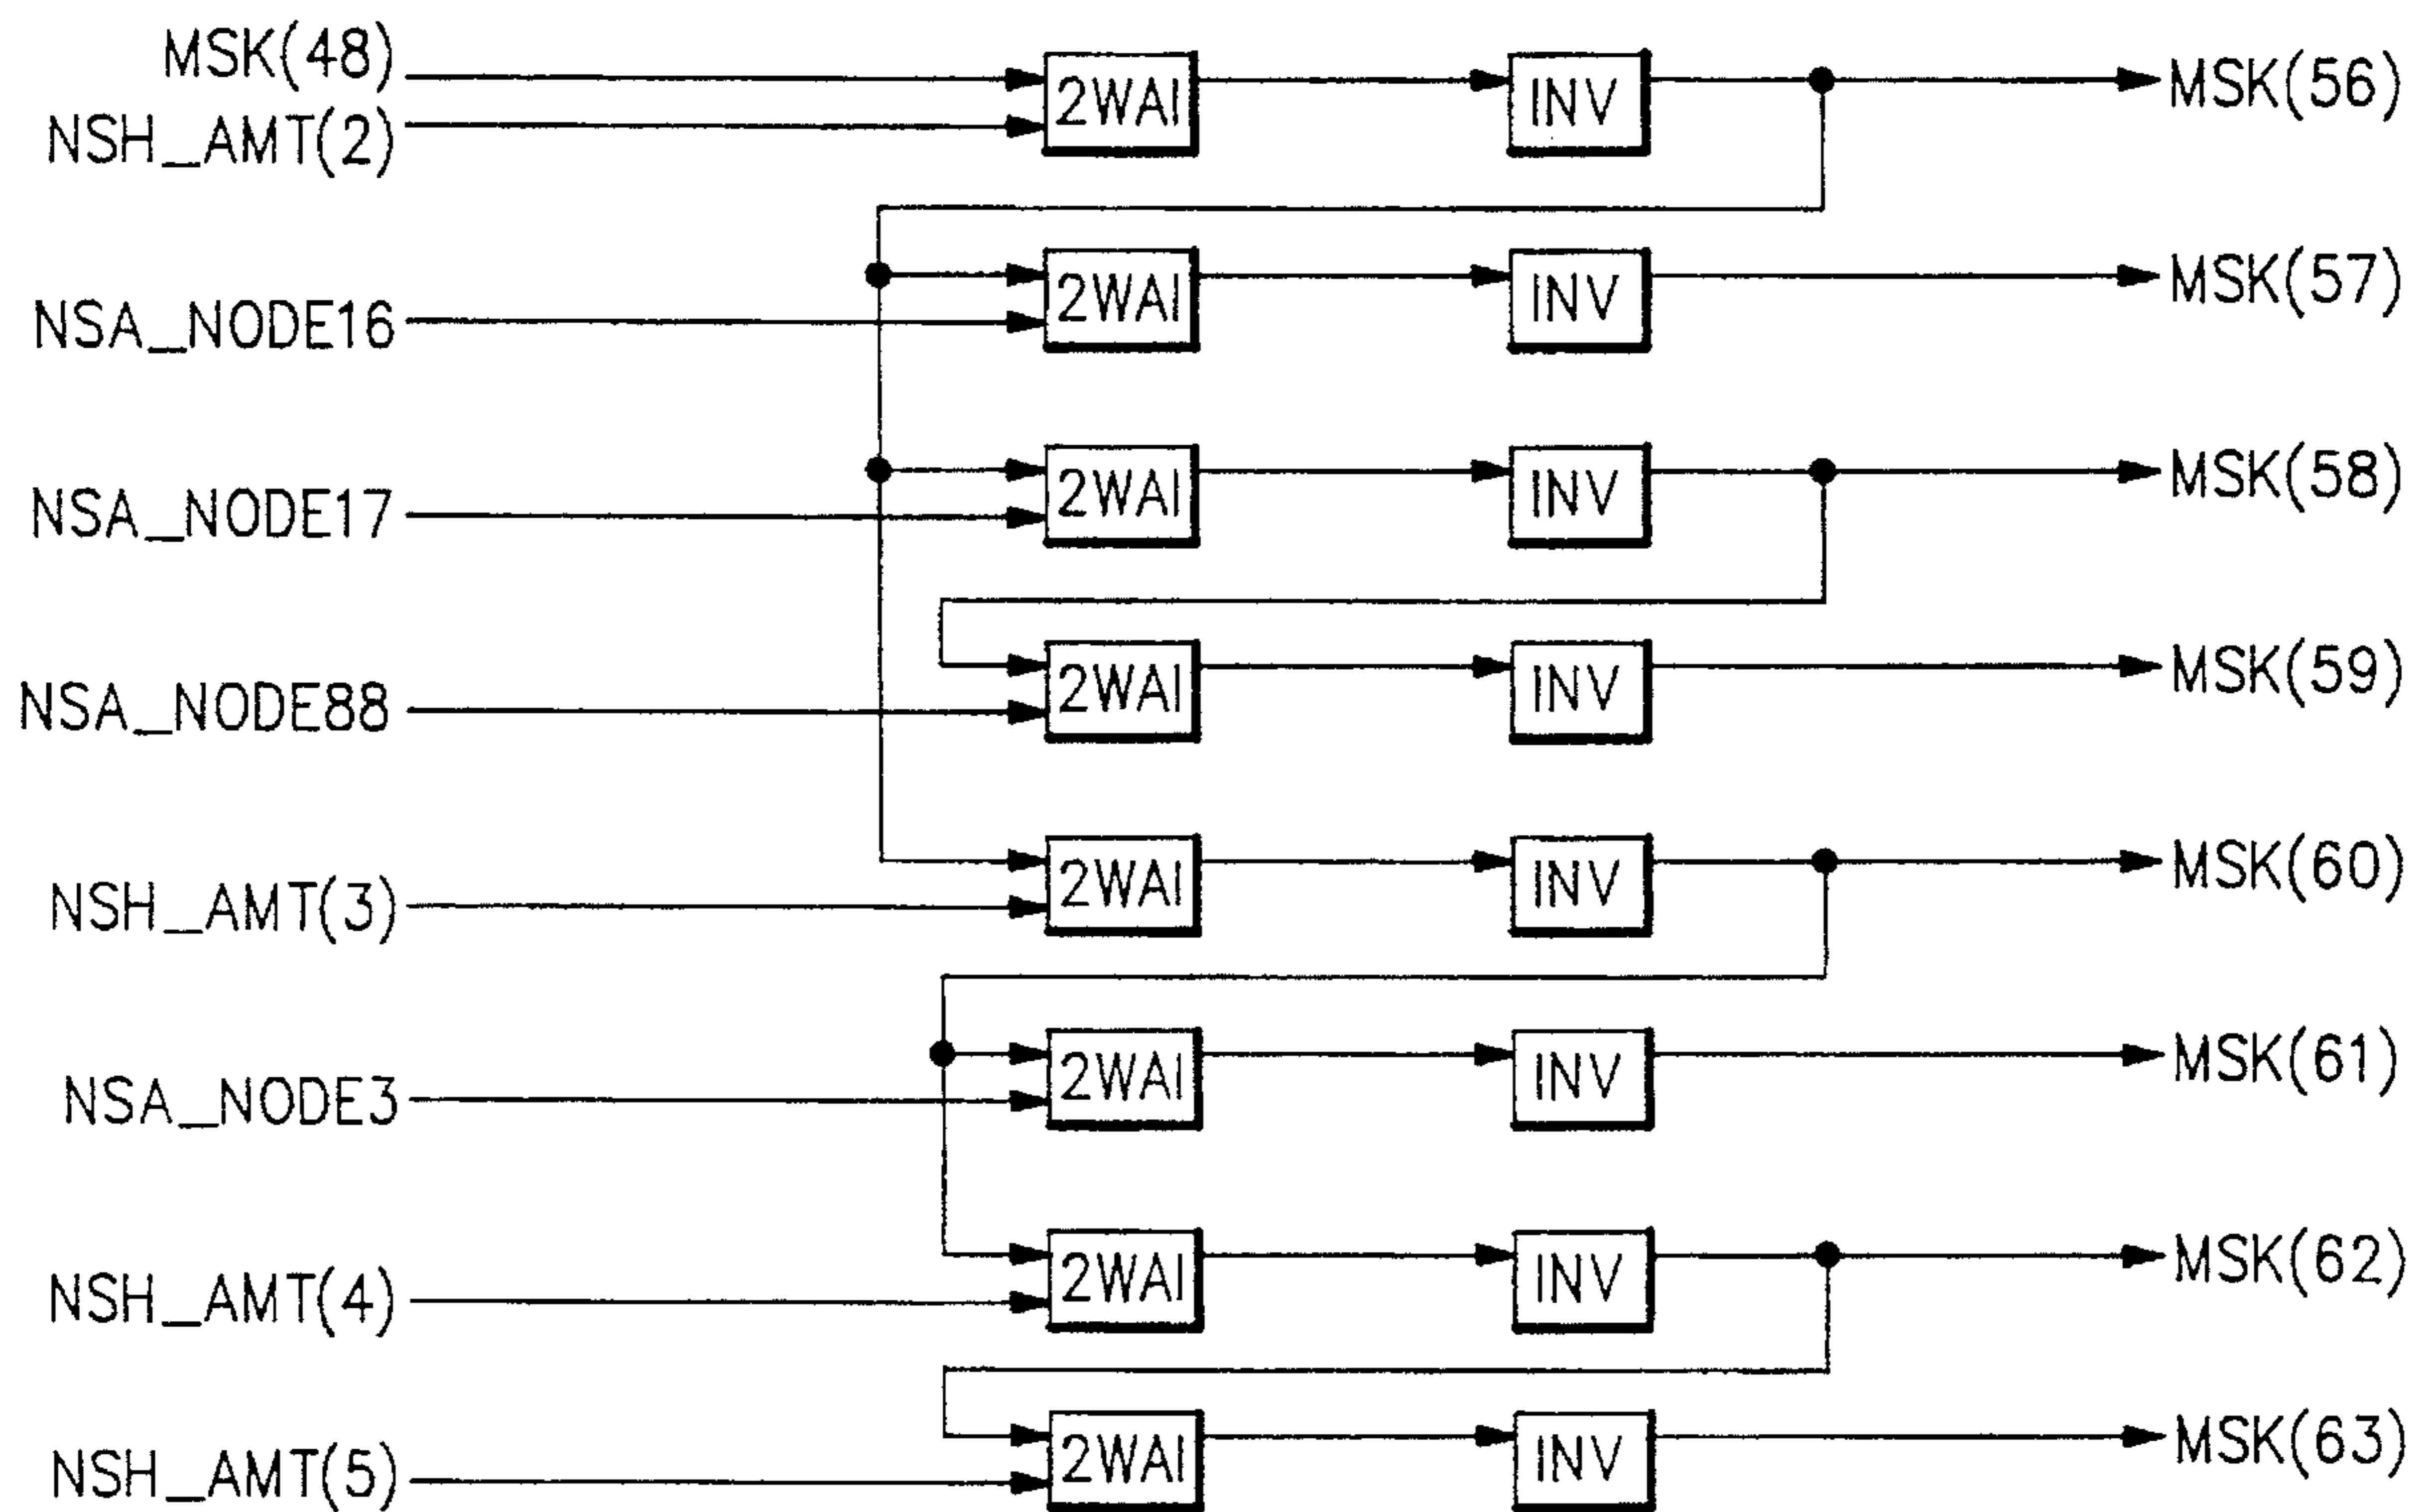 MSK(48)
NSH_AMT(2)
2WAI
INV
MSK(56)
NSA_NODE16
2WAI
INV
MSK(57)
NSA_NODE17
2WAI
INV
MSK(58)
NSA_NODE88
2WAI
INV
MSK(59)
NSH_AMT(3)
2WAI
INV
MSK(60)
NSA_NODE3
2WAI
INV
MSK(61)
NSH_AMT(4)
2WAI
INV
MSK(62)
NSH_AMT(5)
2WAI
INV
MSK(63)